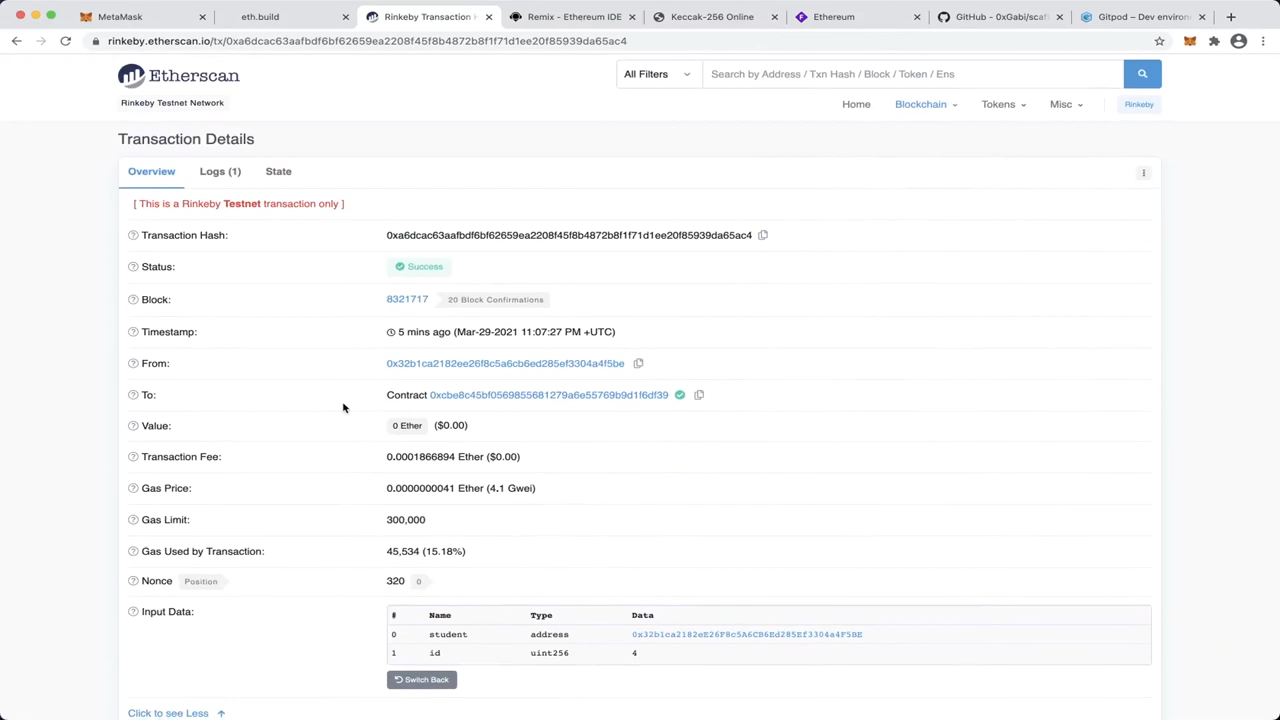 MetaMask
eth.build
Rinkeby Transaction H
Remix - Ethereum IDE
Keccak-256 Online
Ethereum
GitHub - 0xGabi/scaf
Gitpod – Dev environ
rinkeby.etherscan.io/tx/0xa6dcac63aafbdf6bf62659ea2208f45f8b4872b8f1f71d1ee20f85939da65ac4
Etherscan
Rinkeby Testnet Network
All Filters
Search by Address / Txn Hash / Block / Token / Ens
Home
Blockchain
Tokens
Misc
Rinkeby
Transaction Details
Overview
Logs (1)
State
[ This is a Rinkeby Testnet transaction only ]
Transaction Hash:
0xa6dcac63aafbdf6bf62659ea2208f45f8b4872b8f1f71d1ee20f85939da65ac4
Status:
Success
Block:
8321717
20 Block Confirmations
Timestamp:
5 mins ago (Mar-29-2021 11:07:27 PM +UTC)
From:
0x32b1ca2182ee26f8c5a6cb6ed285ef3304a4f5be
To:
Contract 0xcbe8c45bf0569855681279a6e55769b9d1f6df39
Value:
0 Ether ($0.00)
Transaction Fee:
0.0001866894 Ether ($0.00)
Gas Price:
0.0000000041 Ether (4.1 Gwei)
Gas Limit:
300,000
Gas Used by Transaction:
45,534 (15.18%)
Nonce Position
320 0
Input Data:
# Name Type Data
0 student address 0x32b1ca2182eE26F8c5A6CB6Ed285Ef3304a4F5BE
1 id uint256 4
Switch Back
Click to see Less